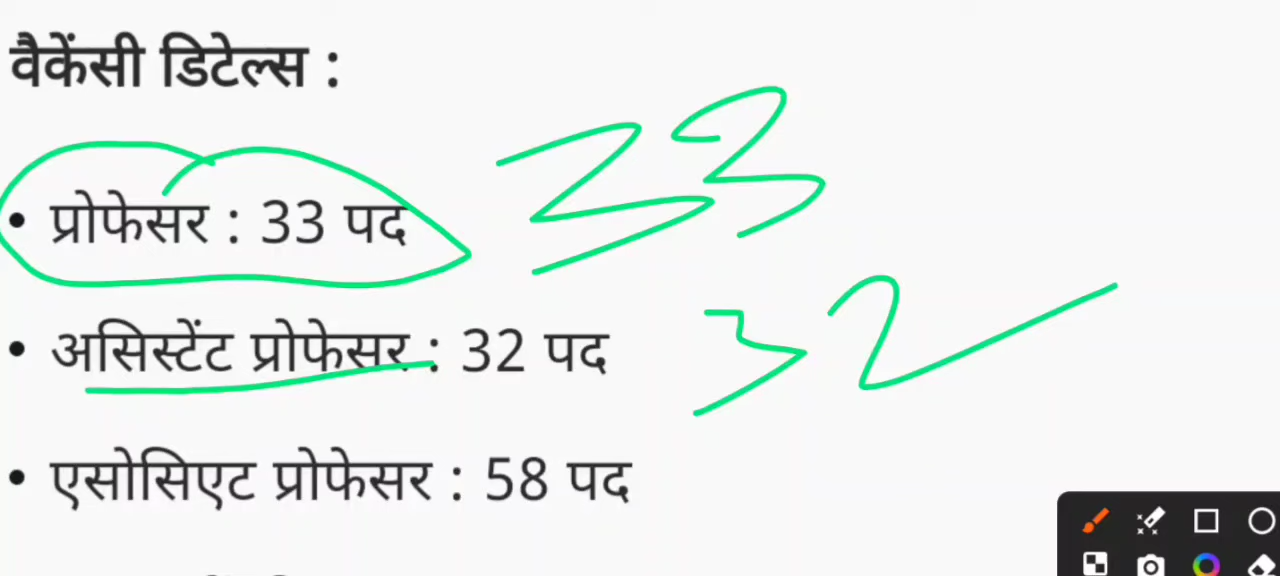 वैकेंसी डिटेल्स :
• प्रोफेसर : 33 पद 33
• असिस्टेंट प्रोफेसर : 32 पद 32
• एसोसिएट प्रोफेसर : 58 पद